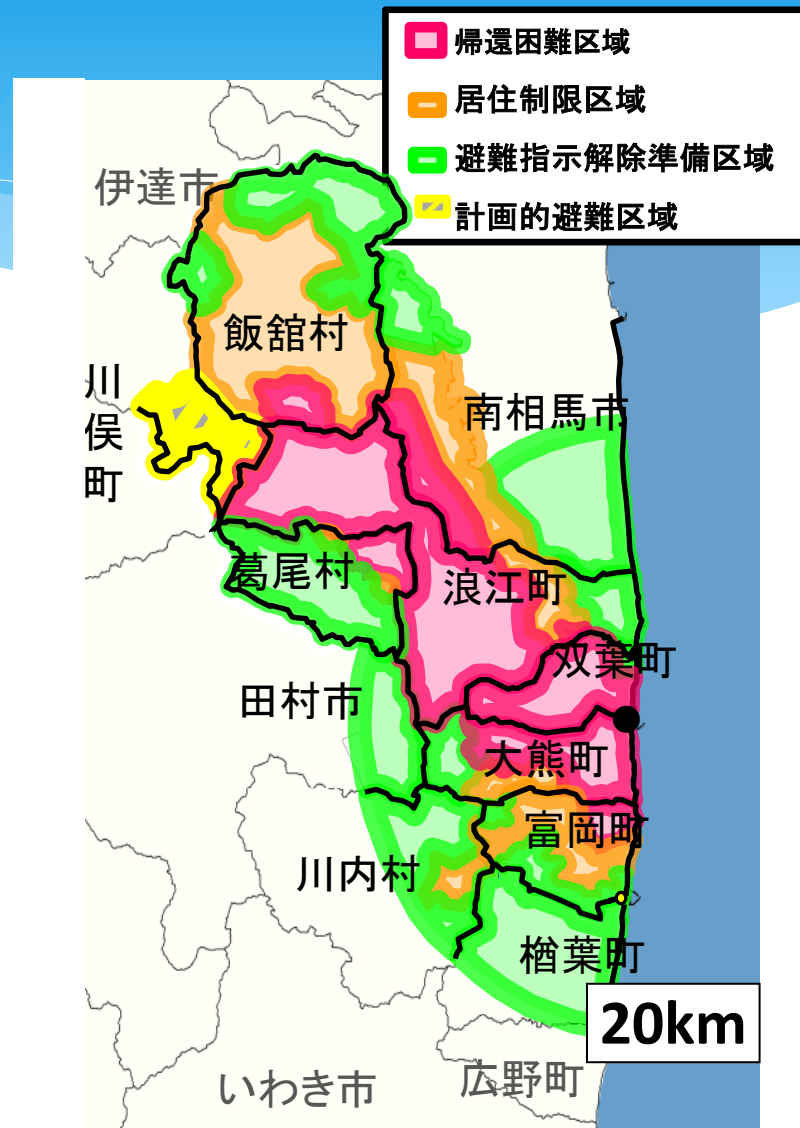 帰還困難区域
居住制限区域
避難指示解除準備区域
計画的避難区域
伊達市
飯舘村
川俣町
南相馬市
葛尾村
浪江町
双葉町
田村市
大熊町
富岡町
川内村
楢葉町
20km
いわき市
広野町